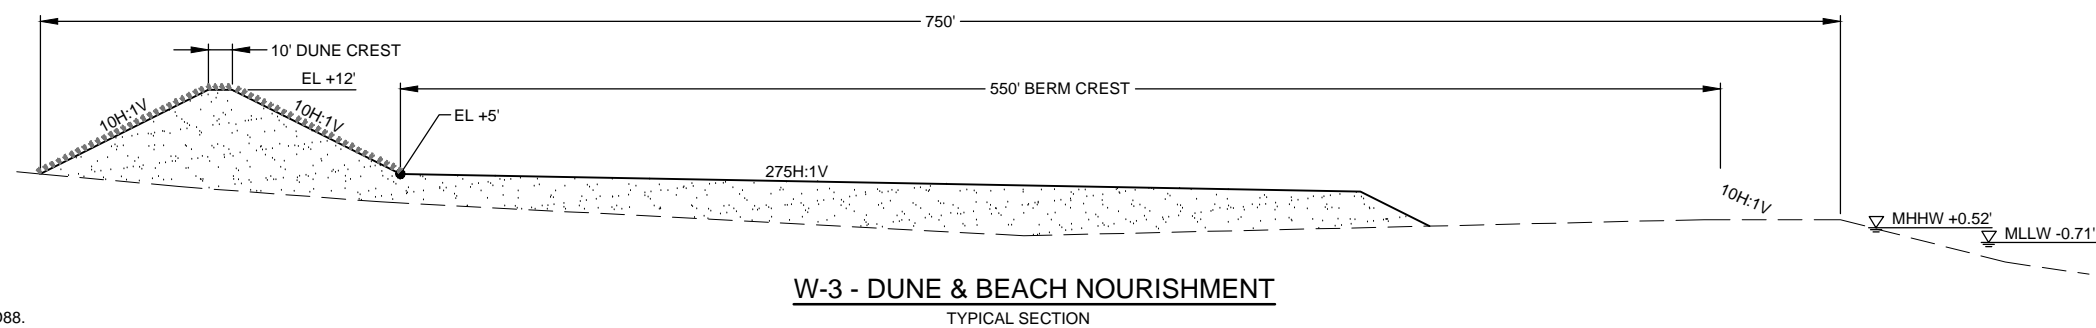 750'
10' DUNE CREST
EL +12'
550' BERM CREST
10H:1V
10H:1V
EL +5'
275H:1V
10H:1V
MHHW +0.52'
MLLW -0.71'
W-3 - DUNE & BEACH NOURISHMENT
TYPICAL SECTION
88.